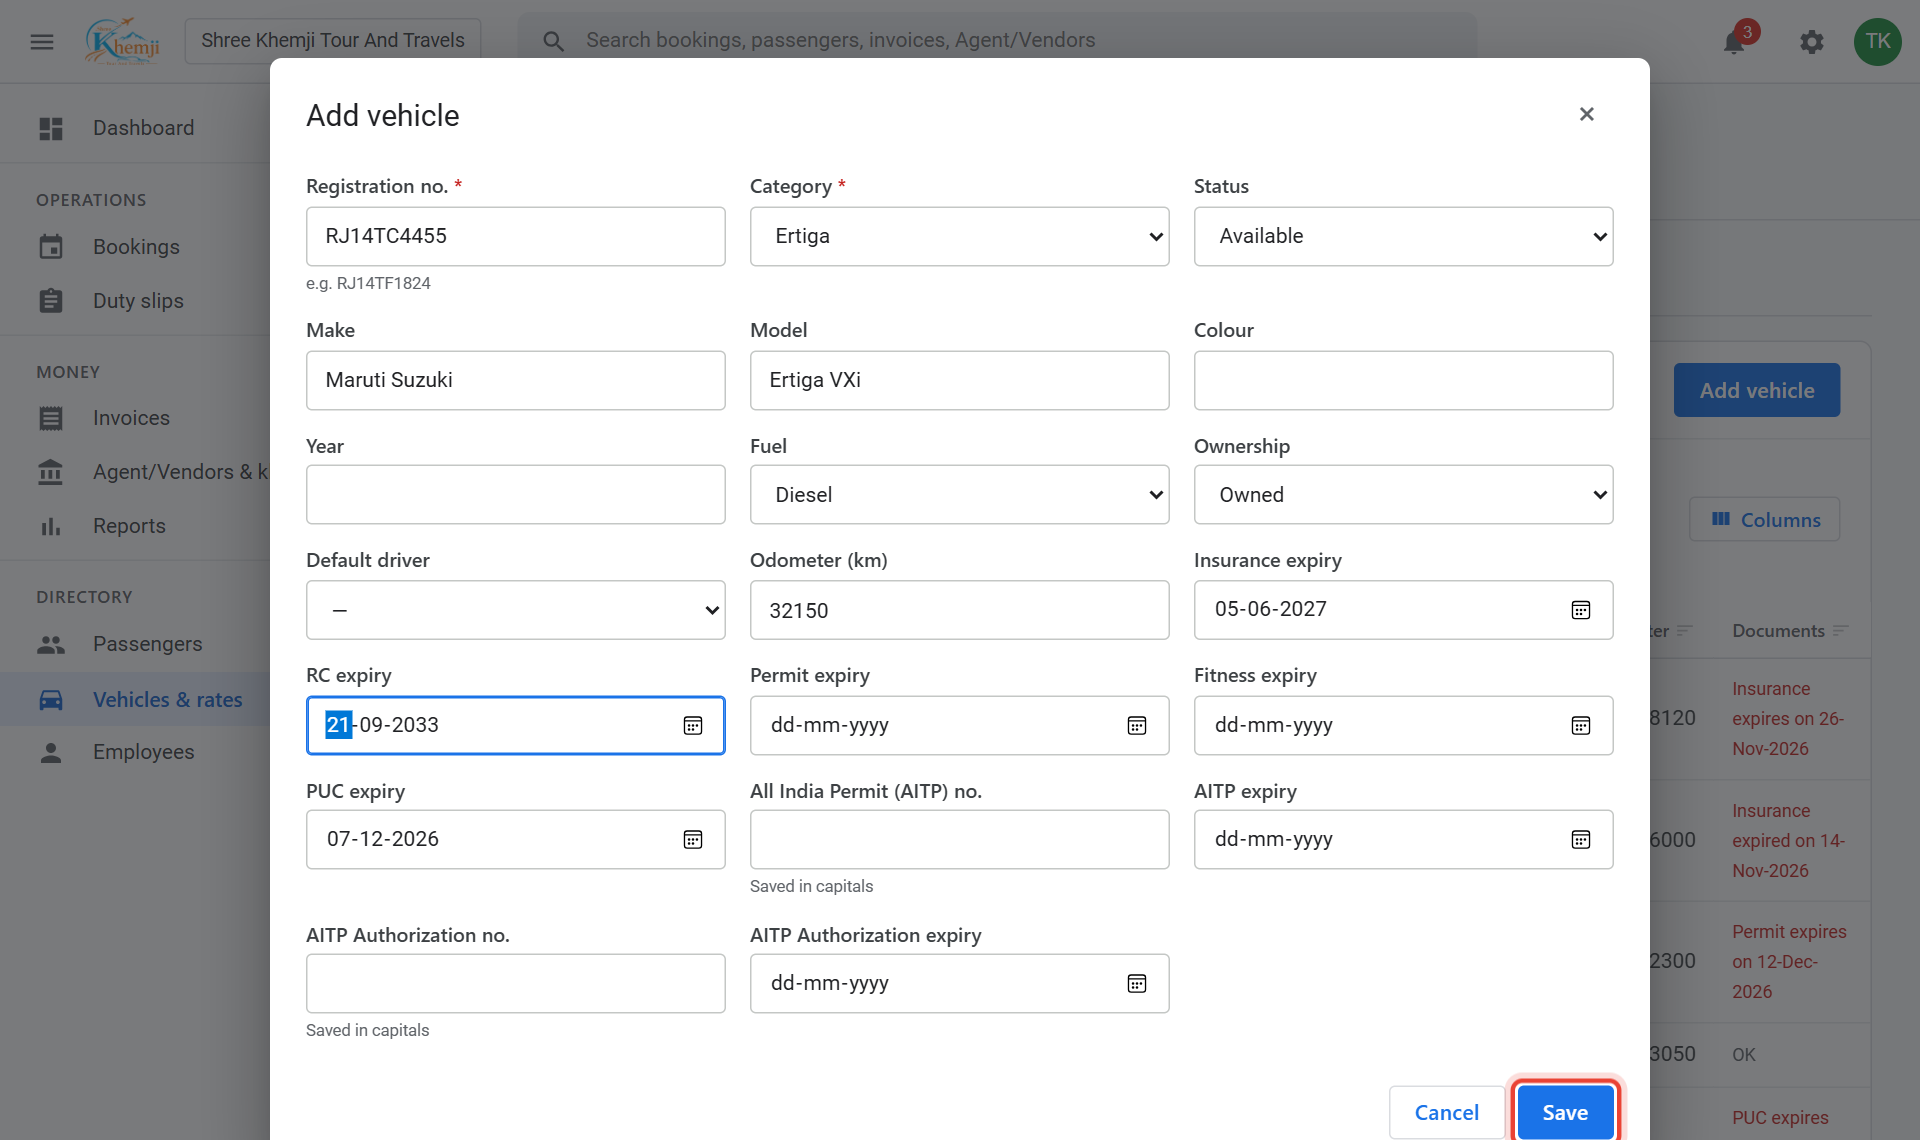 Khemji
Shree Khemji Tour And Travels
Search bookings, passengers, invoices, Agent/Vendors
3
TK
Dashboard
OPERATIONS
Bookings
Duty slips
MONEY
Invoices
Agent/Vendors & k
Reports
DIRECTORY
Passengers
Vehicles & rates
Employees
Add vehicle
Registration no. *
RJ14TC4455
e.g. RJ14TF1824
Category *
Ertiga
Status
Available
Make
Maruti Suzuki
Model
Ertiga VXi
Colour
Year
Fuel
Diesel
Ownership
Owned
Default driver
—
Odometer (km)
32150
Insurance expiry
05-06-2027
RC expiry
21-09-2033
Permit expiry
dd-mm-yyyy
Fitness expiry
dd-mm-yyyy
PUC expiry
07-12-2026
All India Permit (AITP) no.
Saved in capitals
AITP expiry
dd-mm-yyyy
AITP Authorization no.
Saved in capitals
AITP Authorization expiry
dd-mm-yyyy
Cancel
Save
Add vehicle
Columns
ter
Documents
8120
Insurance
expires on 26-
Nov-2026
6000
Insurance
expired on 14-
Nov-2026
2300
Permit expires
on 12-Dec-
2026
3050
OK
PUC expires